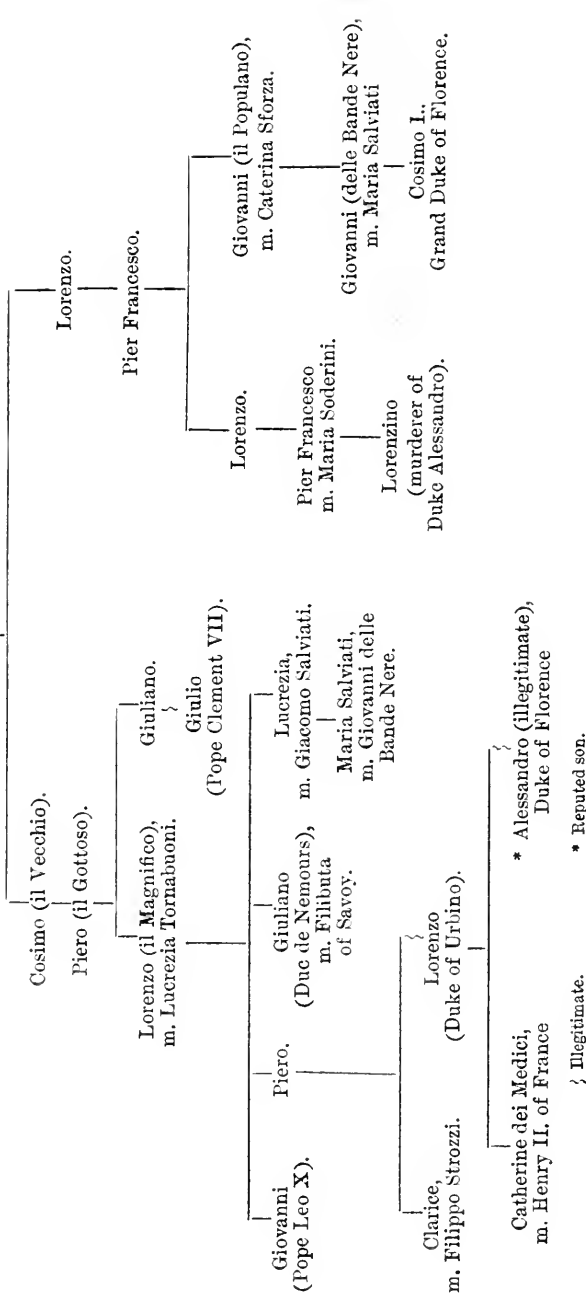 Cosimo (il Vecchio).
Piero (il Gottoso).
Lorenzo (il Magnifico),
m. Lucrezia Tornabuoni.
Giuliano.
Giulio
(Pope Clement VII).
Giovanni
(Pope Leo X).
Piero.
Giuliano
(Duc de Nemours),
m. Filibuta
of Savoy.
Lucrezia,
m. Giacomo Salviati.
Maria Salviati,
m. Giovanni delle
Bande Nere.
Clarice,
m. Filippo Strozzi.
Lorenzo
(Duke of Urbino).
Catherine dei Medici,
m. Henry II. of France
* Alessandro (illegitimate),
Duke of Florence
Lorenzo.
Pier Francesco.
Lorenzo.
Pier Francesco
m. Maria Soderini.
Lorenzino
(murderer of
Duke Alessandro).
Giovanni (il Populano),
m. Caterina Sforza.
Giovanni (delle Bande Nere),
m. Maria Salviati
Cosimo I..
Grand Duke of Florence.
} Illegitimate.
* Reputed son.